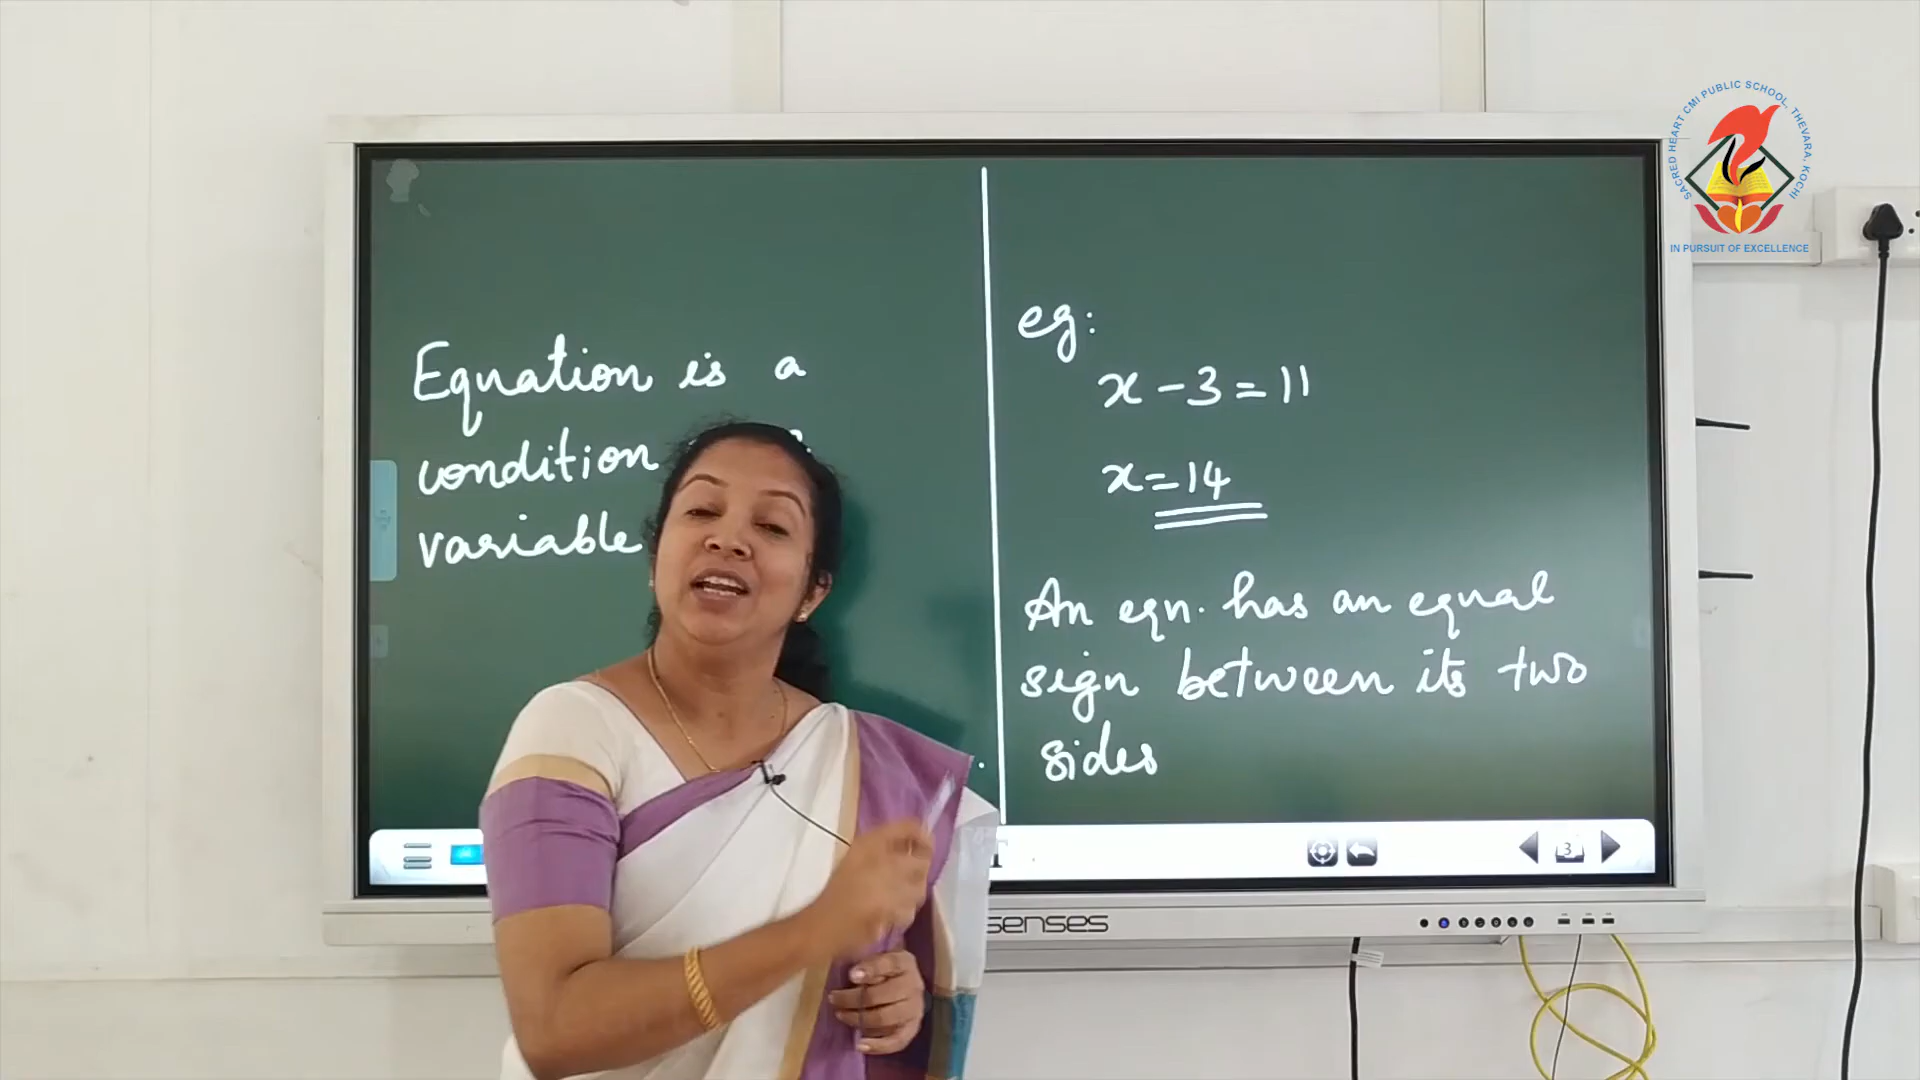 Equation is a
condition
variable
eg:
x - 3 = 11
x = 14
An eqn. has an equal
sign between its two
sides
3
senses
SACRED HEART CMI PUBLIC SCHOOL, THEVARA, KOCHI
IN PURSUIT OF EXCELLENCE